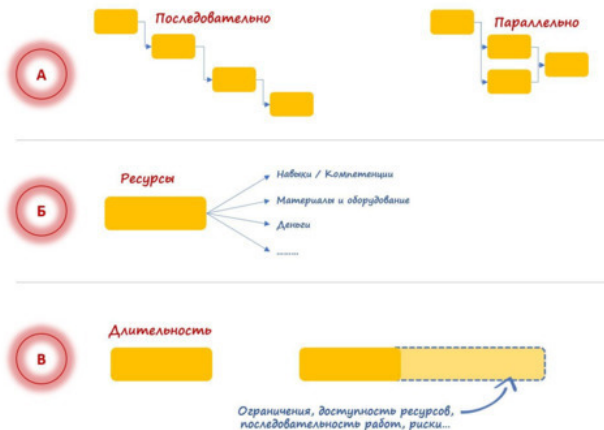 Последовательно
Параллельно
А
Ресурсы
Навыки / Компетенции
Материалы и оборудование
Деньги
.........
Б
Длительность
В
Ограничения, доступность ресурсов,
последовательность работ, риски...